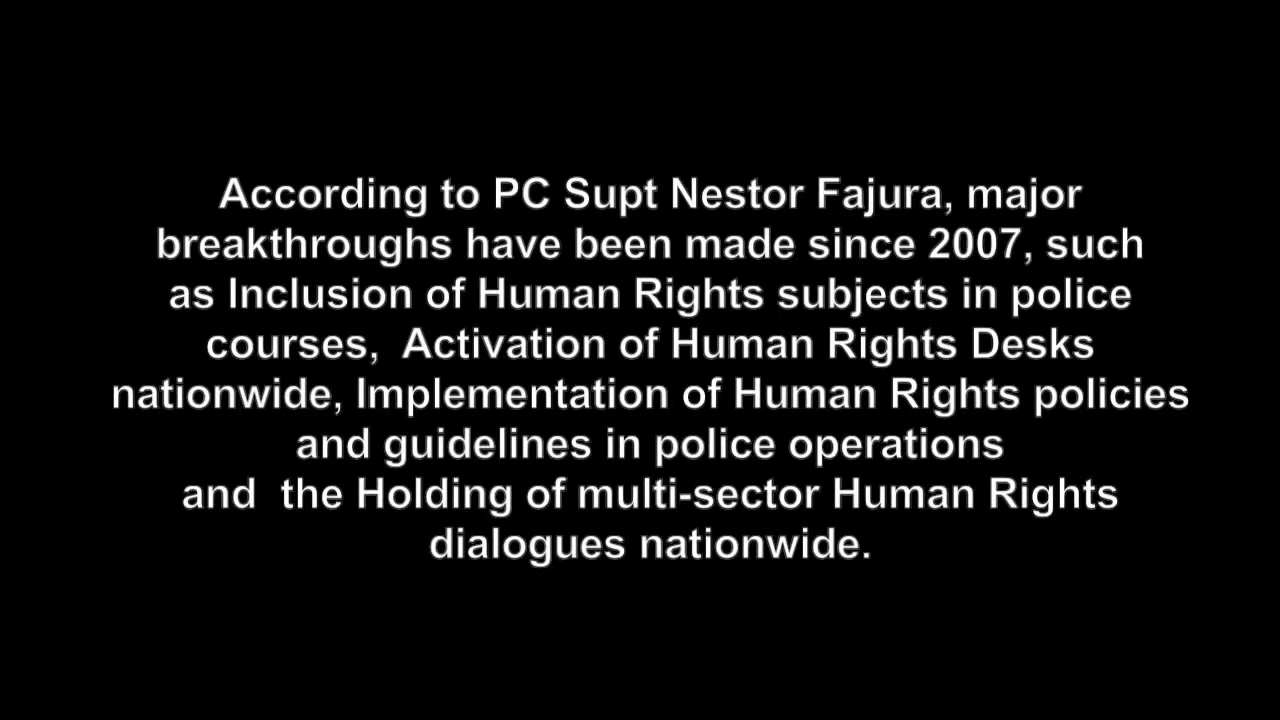 According to PC Supt Nestor Fajura, major
breakthroughs have been made since 2007, such
as Inclusion of Human Rights subjects in police
courses,  Activation of Human Rights Desks
nationwide, Implementation of Human Rights policies
and guidelines in police operations
and  the Holding of multi-sector Human Rights
dialogues nationwide.